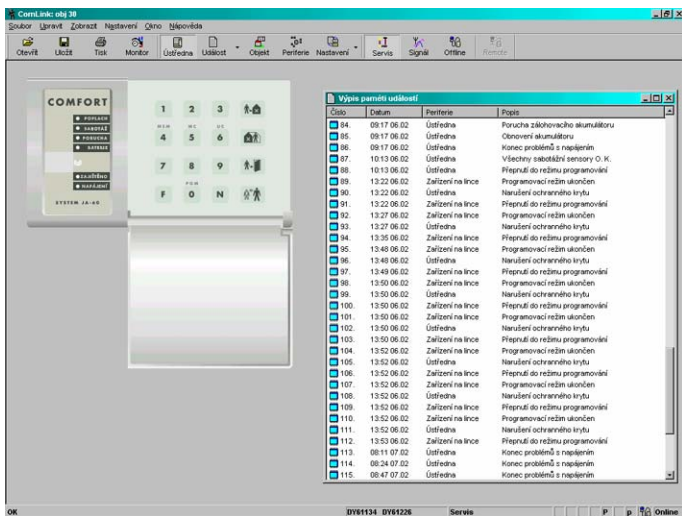 ComLink: obj 30
Soubor Upravit Zobrazit Nastavení Okno Nápověda
Otevřít Uložit Tisk Monitor Ústředna Událost Objekt Periferie Nastavení Servis Signál Offline Remote
COMFORT
POPLACH
SABOTÁŽ
PORUCHA
BATERIE
ZAJIŠTĚNO
NAPÁJENÍ
SYSTEM JA-60
1 2 3
MEM
4 5 6
7 8 9
PGM
F 0 N
Výpis paměti událostí
Číslo Datum Periferie Popis
84. 09:17 06.02 Ústředna Porucha zálohovacího akumulátoru
85. 09:17 06.02 Ústředna Obnovení akumulátoru
86. 09:17 06.02 Ústředna Konec problémů s napájením
87. 10:13 06.02 Ústředna Všechny sabotážní sensory O. K.
88. 10:13 06.02 Ústředna Přepnutí do režimu programování
89. 13:22 06.02 Zařízení na lince Programovací režim ukončen
90. 13:22 06.02 Ústředna Narušení ochranného krytu
91. 13:22 06.02 Zařízení na lince Přepnutí do režimu programování
92. 13:27 06.02 Zařízení na lince Programovací režim ukončen
93. 13:27 06.02 Ústředna Narušení ochranného krytu
94. 13:35 06.02 Zařízení na lince Přepnutí do režimu programování
95. 13:48 06.02 Zařízení na lince Programovací režim ukončen
96. 13:48 06.02 Ústředna Narušení ochranného krytu
97. 13:49 06.02 Zařízení na lince Přepnutí do režimu programování
98. 13:50 06.02 Zařízení na lince Programovací režim ukončen
99. 13:50 06.02 Ústředna Narušení ochranného krytu
100. 13:50 06.02 Zařízení na lince Přepnutí do režimu programování
101. 13:50 06.02 Zařízení na lince Programovací režim ukončen
102. 13:50 06.02 Ústředna Narušení ochranného krytu
103. 13:50 06.02 Zařízení na lince Přepnutí do režimu programování
104. 13:52 06.02 Zařízení na lince Programovací režim ukončen
105. 13:52 06.02 Ústředna Narušení ochranného krytu
106. 13:52 06.02 Zařízení na lince Přepnutí do režimu programování
107. 13:52 06.02 Zařízení na lince Programovací režim ukončen
108. 13:52 06.02 Ústředna Narušení ochranného krytu
109. 13:52 06.02 Zařízení na lince Přepnutí do režimu programování
110. 13:52 06.02 Zařízení na lince Programovací režim ukončen
111. 13:52 06.02 Ústředna Narušení ochranného krytu
112. 13:53 06.02 Zařízení na lince Přepnutí do režimu programování
113. 08:11 07.02 Ústředna Konec problémů s napájením
114. 08:24 07.02 Ústředna Konec problémů s napájením
115. 08:47 07.02 Ústředna Konec problémů s napájením
OK DY61134 DY61226 Servis P p Online